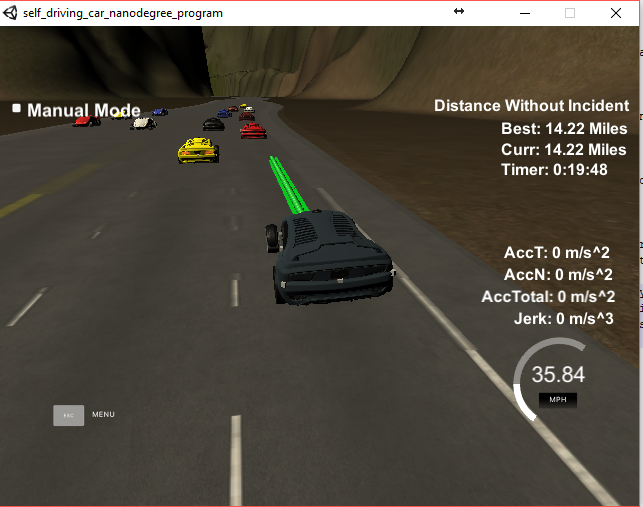 self_driving_car_nanodegree_program
Manual Mode
Distance Without Incident
Best: 14.22 Miles
Curr: 14.22 Miles
Timer: 0:19:48
AccT: 0 m/s^2
AccN: 0 m/s^2
AccTotal: 0 m/s^2
Jerk: 0 m/s^3
35.84
MPH
ESC MENU